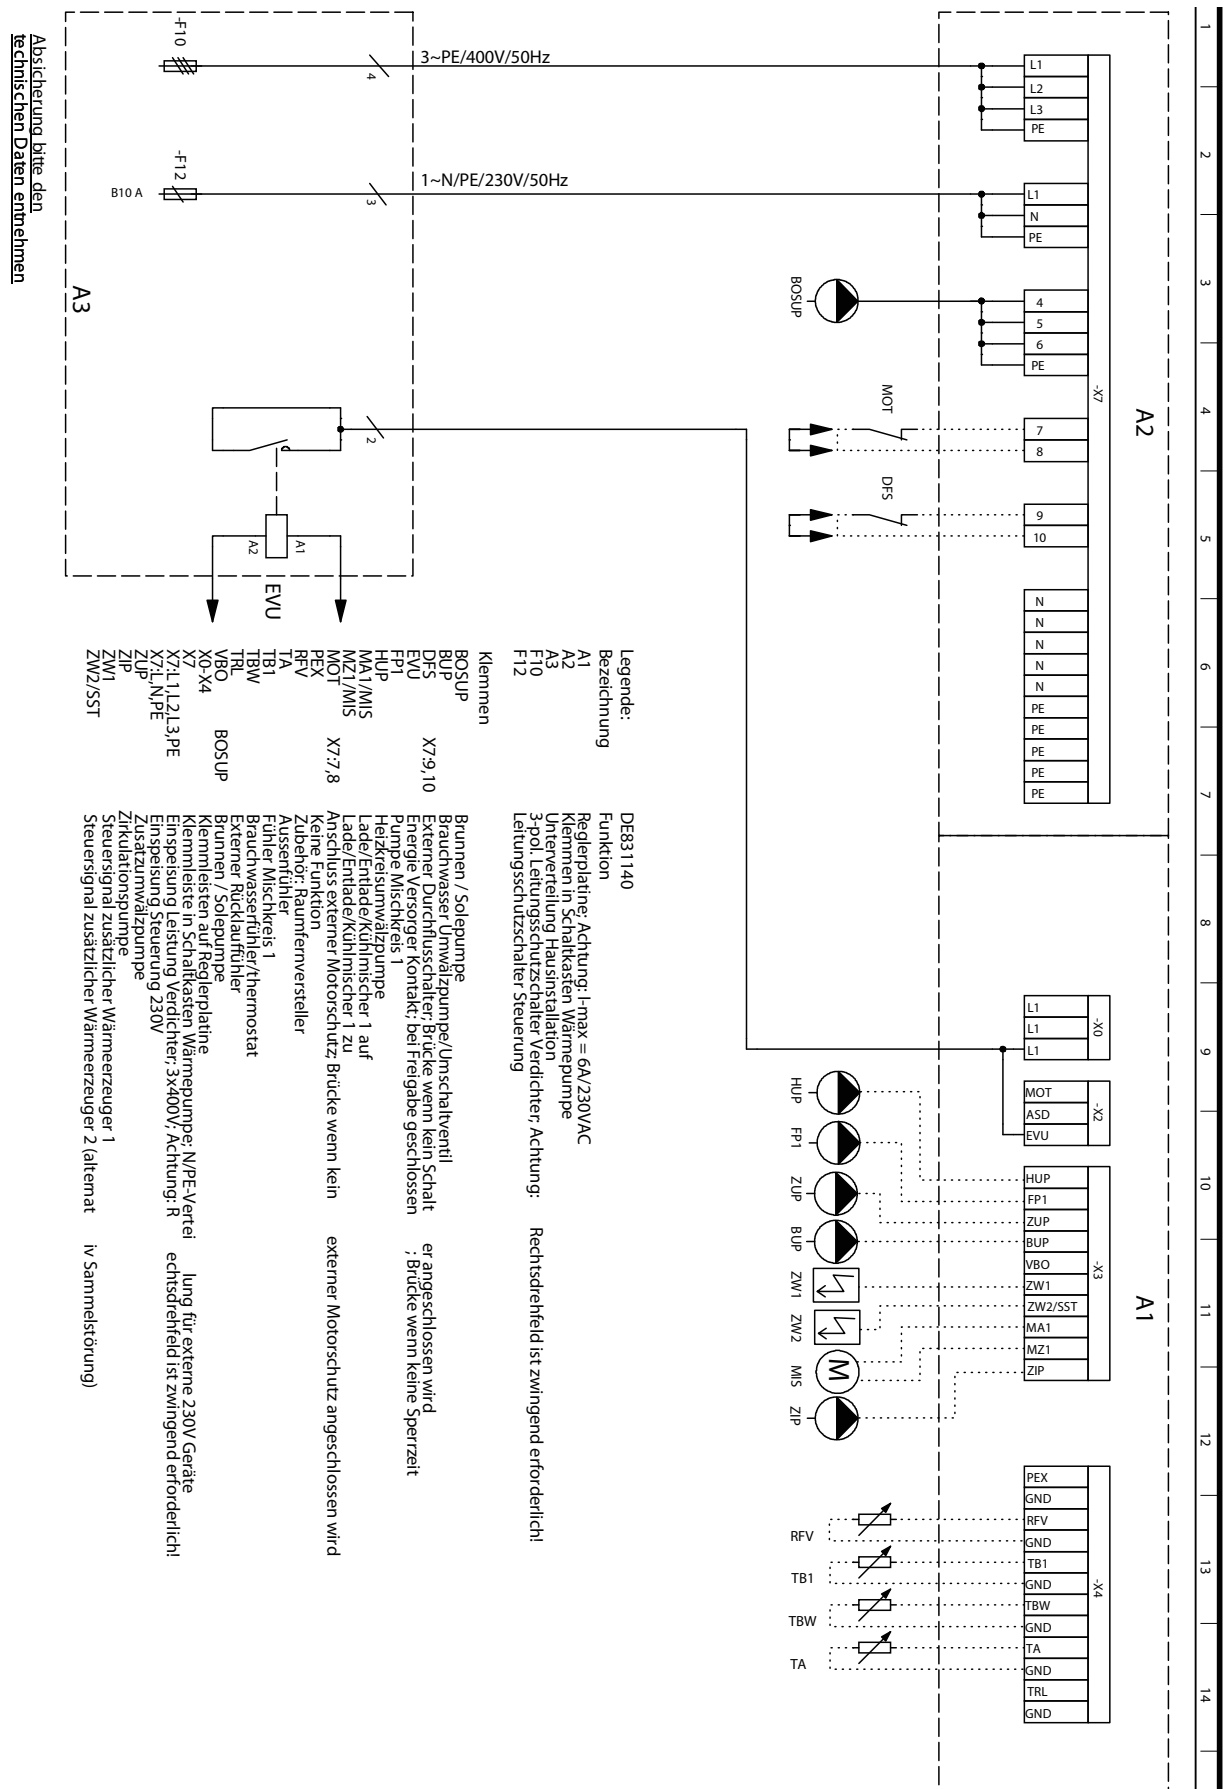 1
2
3
4
5
6
7
8
9
10
11
12
13
14
Absicherung bitte den
technischen Daten entnehmen
-F10
4
3~PE/400V/50Hz
L1
L2
L3
PE
-F12
B10 A
3
1~N/PE/230V/50Hz
L1
N
PE
A3
BOSUP
4
5
6
PE
-X7
A2
2
MOT
7
8
DFS
9
10
A2
A1
EVU
N
N
N
N
N
PE
PE
PE
PE
PE
-X0
L1
L1
L1
-X2
MOT
ASD
EVU
-X3
A1
HUP
FP1
ZUP
BUP
ZW1
ZW2
MIS
M
ZIP
HUP
FP1
ZUP
BUP
VBO
ZW1
ZW2/SST
MA1
MZ1
ZIP
-X4
PEX
GND
RFV
GND
TB1
GND
TBW
GND
TA
GND
TRL
GND
RFV
TB1
TBW
TA
Legende: DE831140
Bezeichnung Funktion
A1 Reglerplatine; Achtung: I-max = 6A/230VAC
A2 Klemmen in Schaltkasten Wärmepumpe
A3 Unterverteilung Hausinstallation
F10 3-pol. Leitungsschutzschalter Verdichter; Achtung: Rechtsdrehfeld ist zwingend erforderlich!
F12 Leitungsschutzschalter Steuerung
Klemmen
BOSUP Brunnen / Solepumpe
BUP Brauchwasser Umwälzpumpe/Umschaltventil
DFS X7:9,10 Externer Durchflusschalter; Brücke wenn kein Schalt er angeschlossen wird
EVU Energie Versorger Kontakt; bei Freigabe geschlossen ; Brücke wenn keine Sperrzeit
FP1 Pumpe Mischkreis 1
HUP Heizkreisumwälzpumpe
MA1/MIS Lade/Entlade/Kühlmischer 1 auf
MZ1/MIS Lade/Entlade/Kühlmischer 1 zu
MOT X7:7,8 Anschluss externer Motorschutz; Brücke wenn kein externer Motorschutz angeschlossen wird
PEX Keine Funktion
RFV Zubehör: Raumfernversteller
TA Aussenfühler
TB1 Fühler Mischkreis 1
TBW Brauchwasserfühler/thermostat
TRL Externer Rücklauffühler
VBO BOSUP Brunnen / Solepumpe
X0-X4 Klemmleisten auf Reglerplatine
X7 Klemmleiste in Schaltkasten Wärmepumpe; N/PE-Vertei lung für externe 230V Geräte
X7:L1,L2,L3,PE Einspeisung Leistung Verdichter; 3x400V; Achtung: R echtsdrehfeld ist zwingend erforderlich!
X7:L,N,PE Einspeisung Steuerung 230V
ZUP Zusatzumwälzpumpe
ZIP Zirkulationspumpe
ZW1 Steuersignal zusätzlicher Wärmeerzeuger 1
ZW2/SST Steuersignal zusätzlicher Wärmeerzeuger 2 (alternat iv Sammelstörung)